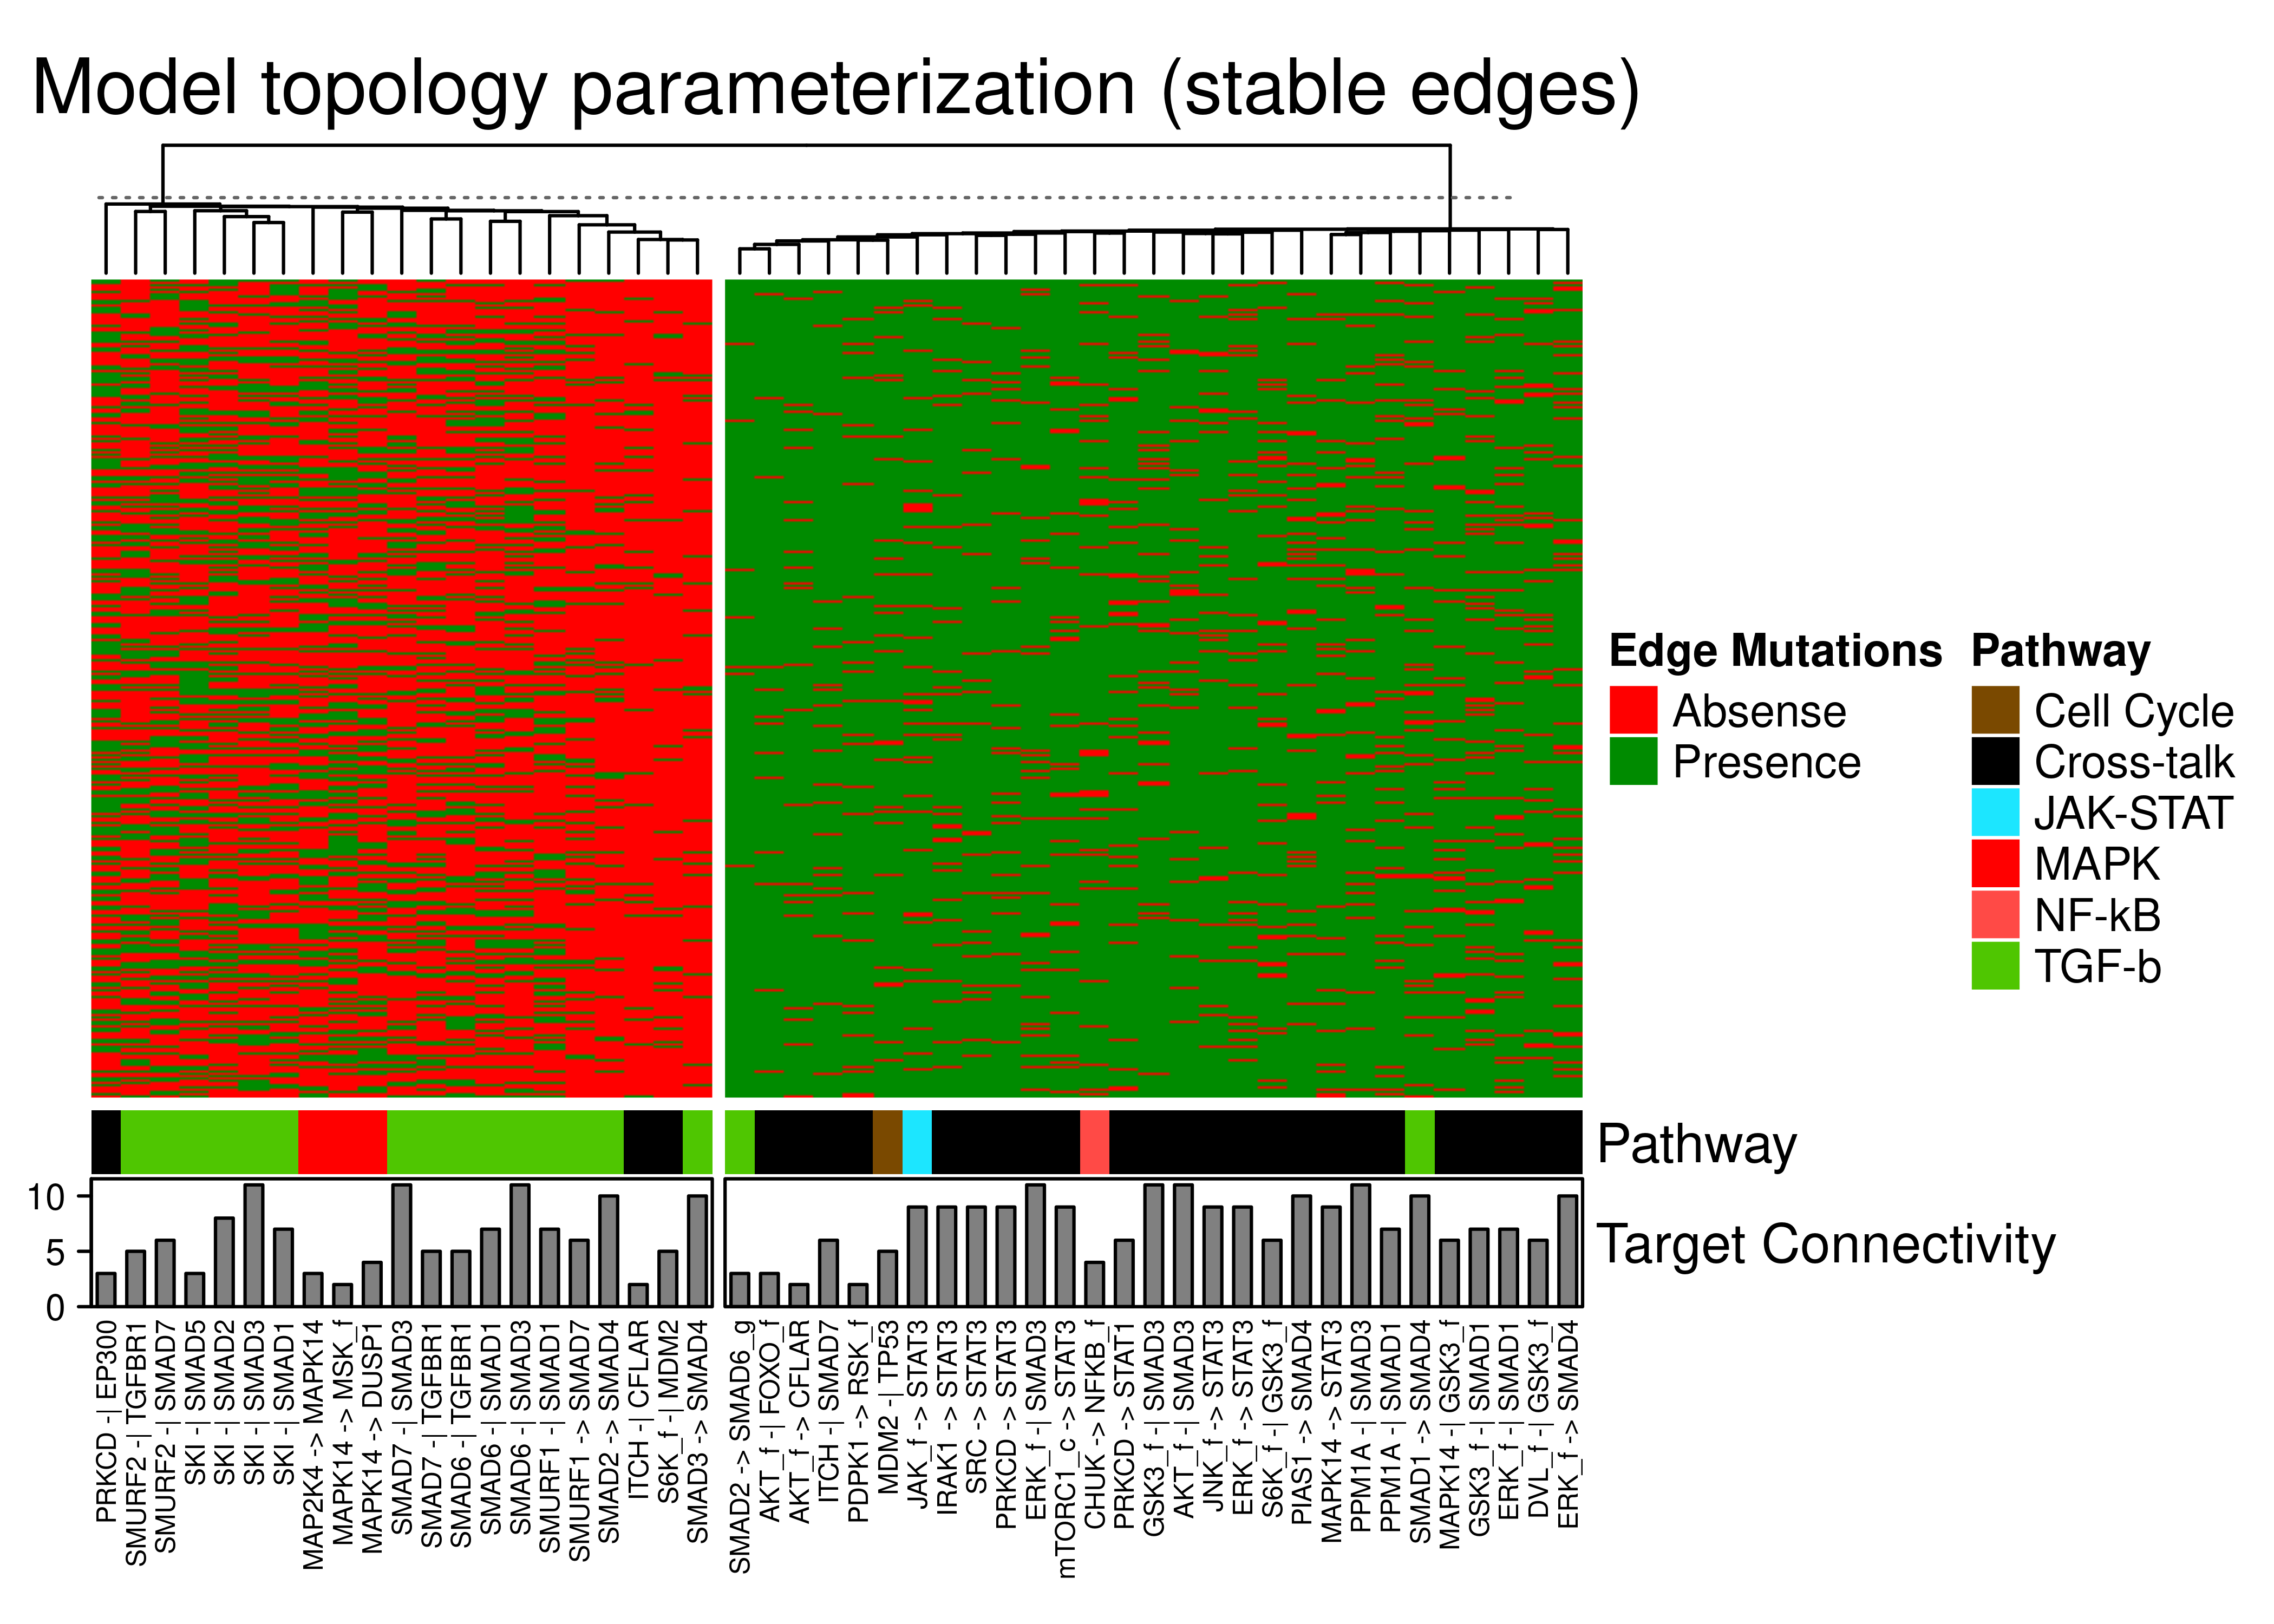 Model topology parameterization (stable edges)
Edge Mutations
Absense
Presence
Pathway
Cell Cycle
Cross-talk
JAK-STAT
MAPK
NF-kB
TGF-b
Pathway
10
5
0
Target Connectivity
PRKCD -| EP300
SMURF2 -| TGFBR1
SMURF2 -| SMAD7
SKI -| SMAD5
SKI -| SMAD2
SKI -| SMAD3
SKI -| SMAD1
MAP2K4 -> MAPK14
MAPK14 -> MSK_f
MAPK14 -> DUSP1
SMAD7 -| SMAD3
SMAD7 -| TGFBR1
SMAD6 -| TGFBR1
SMAD6 -| SMAD1
SMAD6 -| SMAD3
SMURF1 -| SMAD1
SMURF1 -> SMAD7
SMAD2 -> SMAD4
ITCH -| CFLAR
S6K_f -| MDM2
SMAD3 -> SMAD4
SMAD2 -> SMAD6_g
AKT_f -| FOXO_f
AKT_f -> CFLAR
ITCH -| SMAD7
PDPK1 -> RSK_f
MDM2 -| TP53
JAK_f -> STAT3
IRAK1 -> STAT3
SRC -> STAT3
PRKCD -> STAT3
ERK_f -| SMAD3
mTORC1_c -> STAT3
CHUK -> NFKB_f
PRKCD -> STAT1
GSK3_f -| SMAD3
AKT_f -| SMAD3
JNK_f -> STAT3
ERK_f -> STAT3
S6K_f -| GSK3_f
PIAS1 -> SMAD4
MAPK14 -> STAT3
PPM1A -| SMAD3
PPM1A -| SMAD1
SMAD1 -> SMAD4
MAPK14 -| GSK3_f
GSK3_f -| SMAD1
ERK_f -| SMAD1
DVL_f -| GSK3_f
ERK_f -> SMAD4